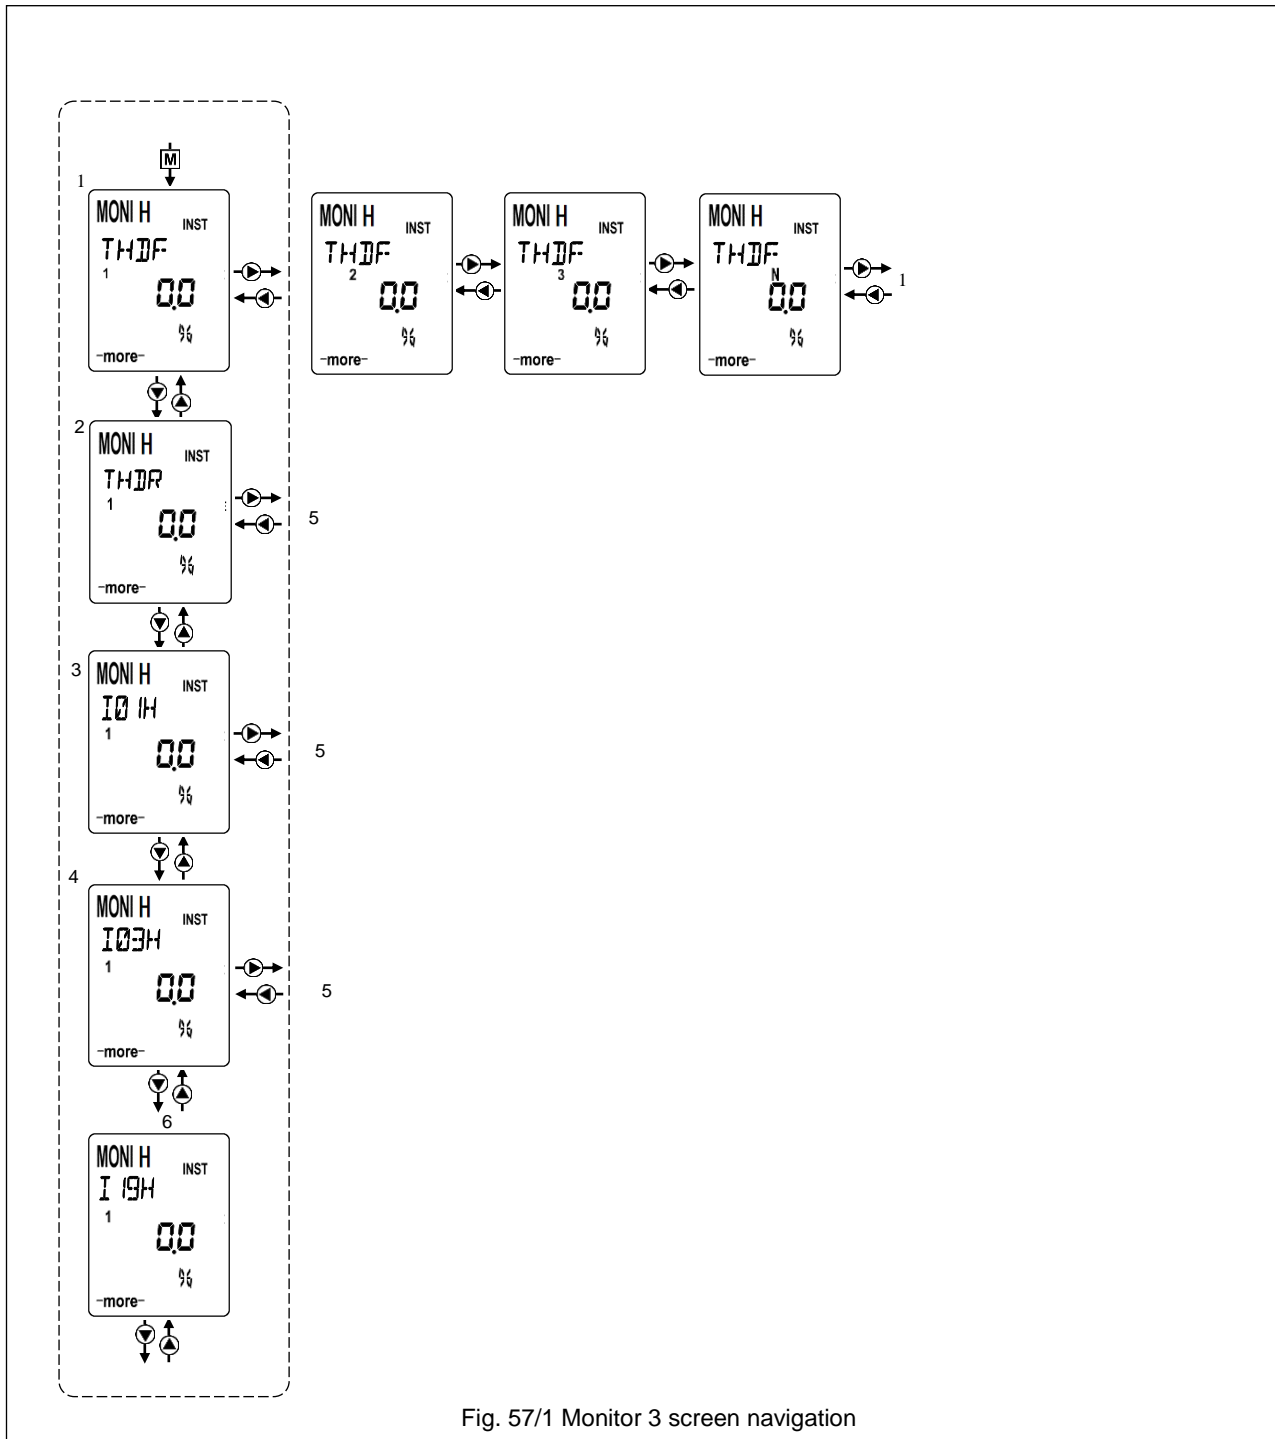 M
1
MONI H
INST
THDF
1
0.0
%
-more-
MONI H
INST
THDF
2
0.0
%
-more-
MONI H
INST
THDF
3
0.0
%
-more-
MONI H
INST
THDF
N
0.0
%
-more-
1
2
MONI H
INST
THDR
1
0.0
%
-more-
5
3
MONI H
INST
I01H
1
0.0
%
-more-
5
4
MONI H
INST
I03H
1
0.0
%
-more-
5
6
MONI H
INST
I19H
1
0.0
%
-more-
Fig. 57/1 Monitor 3 screen navigation